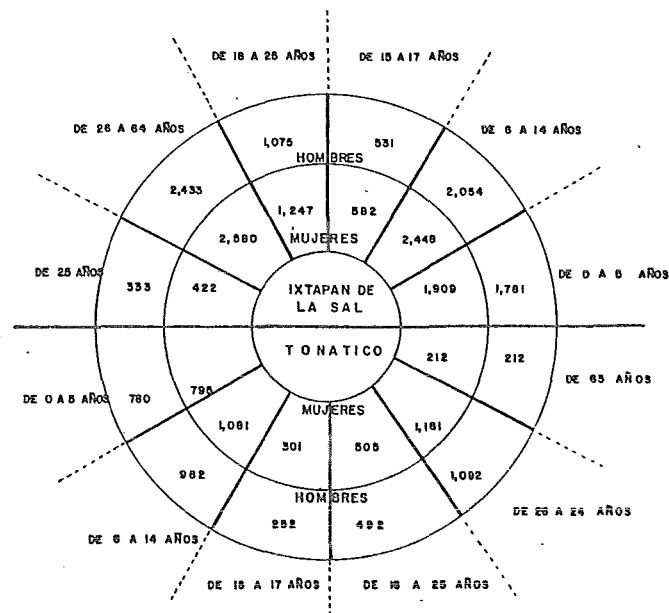 DE 18 A 25 AÑOS
DE 15 A 17 AÑOS
DE 26 A 64 AÑOS
DE 6 A 14 AÑOS
1,075
531
HOMBRES
2,433
2,054
1,247
582
2,580
MUJERES
2,448
DE 25 AÑOS
333
422
IXTAPAN DE
LA SAL
1,909
1,761
DE 0 A 5 AÑOS
TONATICO
212
212
DE 65 AÑOS
DE 0 A 5 AÑOS
780
795
MUJERES
1,081
301
505
1,161
982
1,092
HOMBRES
252
492
DE 26 A 24 AÑOS
DE 6 A 14 AÑOS
DE 15 A 17 AÑOS
DE 18 A 25 AÑOS